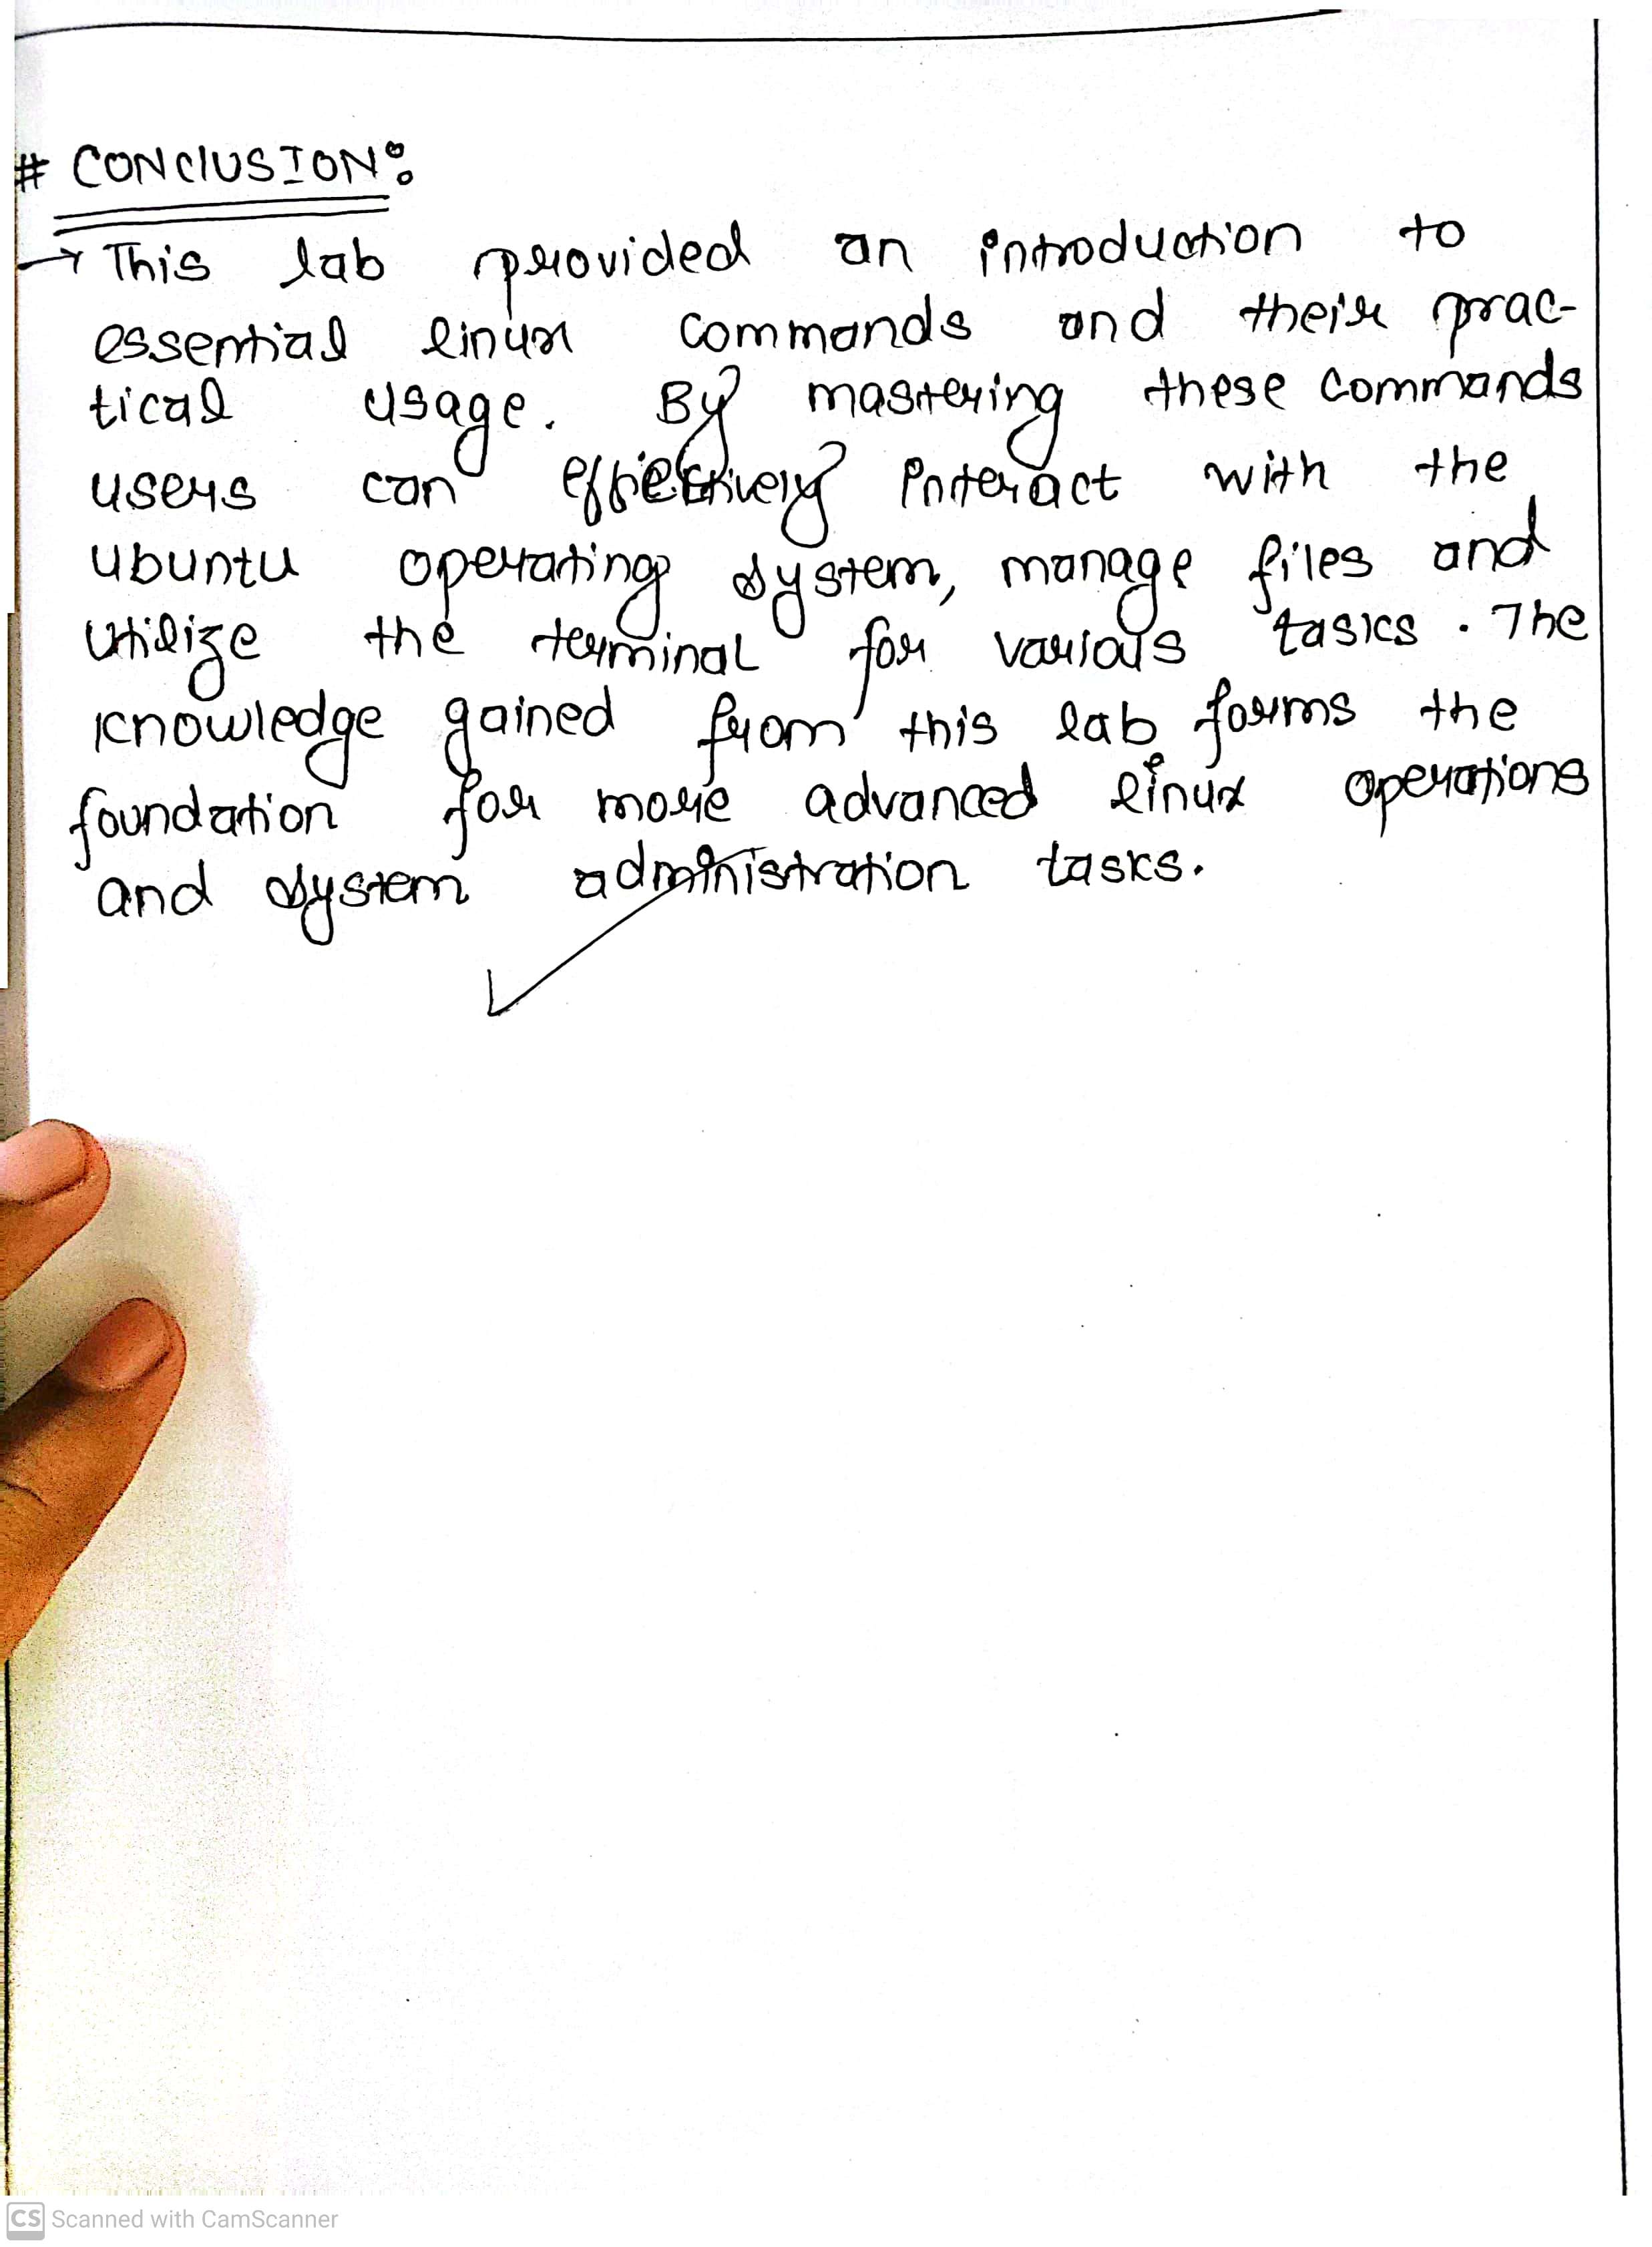 # CONCLUSION:
→ This lab provided an introduction to
essential linux commands and their prac-
tical usage. By mastering these commands
users can effectively interact with the
ubuntu operating system, manage files and
utilize the terminal for various tasks. The
knowledge gained from this lab forms the
foundation for more advanced linux operations
and system administration tasks.
CS Scanned with CamScanner